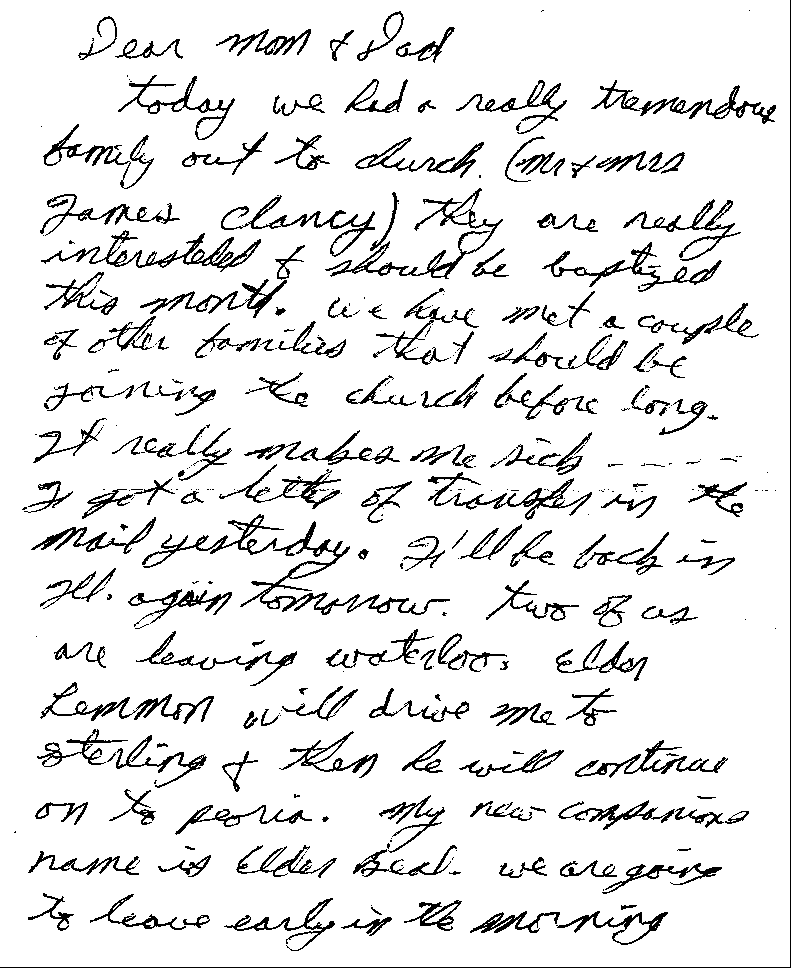 Dear Mom & Dad
today we had a really tremendous
family out to church. (Mr & Mrs
James Clancy) They are really
interested & should be baptized
this month. We have met a couple
of other families that should be
joining the church before long.
It really makes me sick -----
I got a letter of transfer in the
mail yesterday. I'll be back in
Ill. again tomorrow. Two of us
are leaving Waterloo. Elder
Lemmon will drive me to
Sterling & then he will continue
on to Peoria. My new companions
name is Elder Beal. We are going
to leave early in the morning